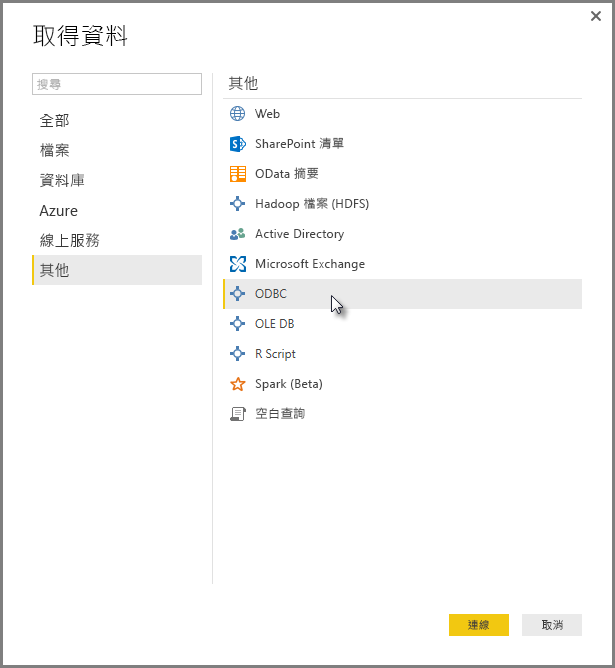 取得資料
搜尋
全部
檔案
資料庫
Azure
線上服務
其他
其他
Web
SharePoint 清單
OData 摘要
Hadoop 檔案 (HDFS)
Active Directory
Microsoft Exchange
ODBC
OLE DB
R Script
Spark (Beta)
空白查詢
連線
取消